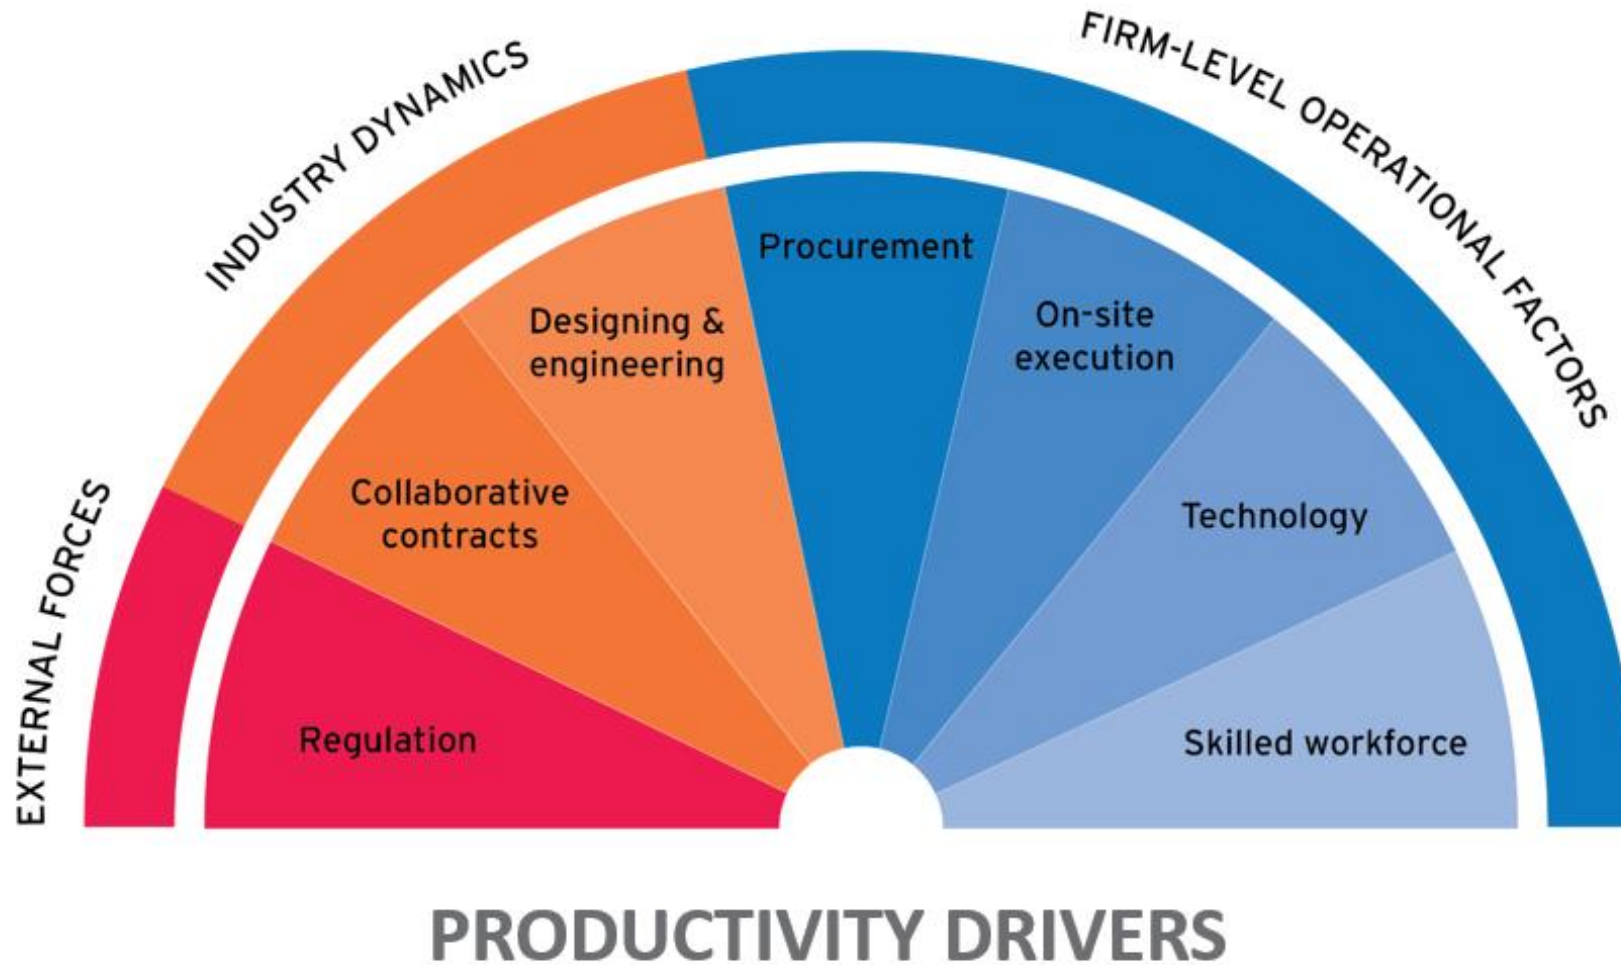 EXTERNAL FORCES
INDUSTRY DYNAMICS
FIRM-LEVEL OPERATIONAL FACTORS
Regulation
Collaborative
contracts
Designing &
engineering
Procurement
On-site
execution
Technology
Skilled workforce
PRODUCTIVITY DRIVERS